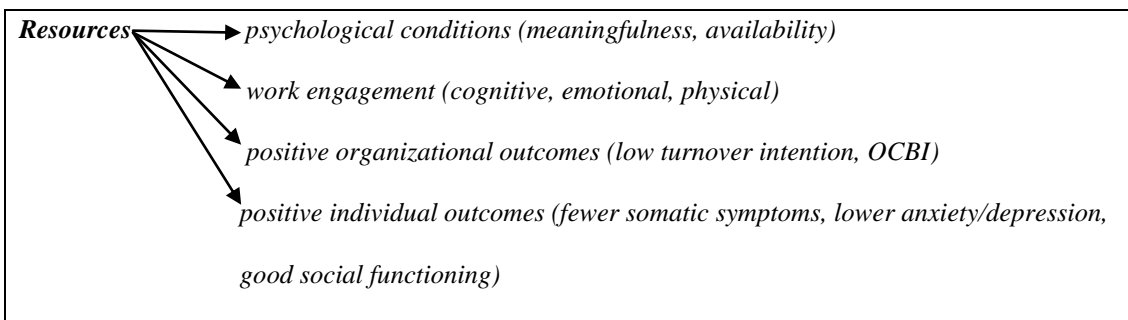 Resources psychological conditions (meaningfulness, availability)
work engagement (cognitive, emotional, physical)
positive organizational outcomes (low turnover intention, OCBI)
positive individual outcomes (fewer somatic symptoms, lower anxiety/depression,
good social functioning)